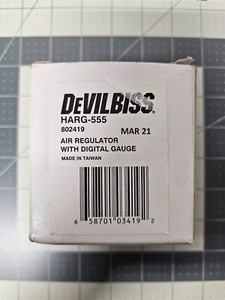 DEVILBISS
HARG-555
802419 MAR 21
AIR REGULATOR
WITH DIGITAL GAUGE
MADE IN TAIWAN
6 58701 03419 2